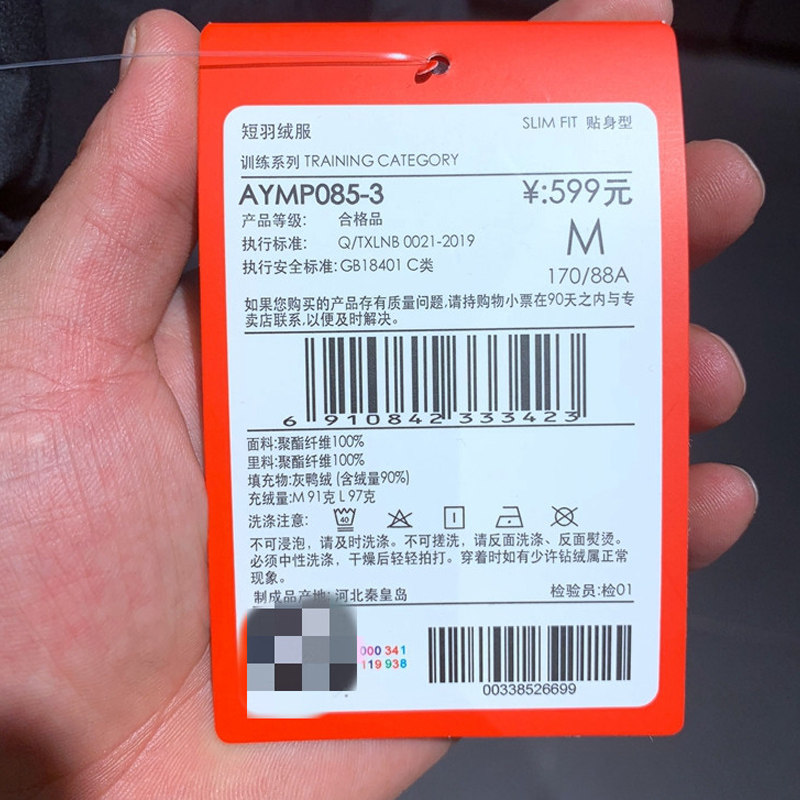 短羽绒服
SLIM FIT 贴身型
训练系列 TRAINING CATEGORY
AYMP085-3
¥:599元
产品等级: 合格品
执行标准: Q/TXLNB 0021-2019
M
执行安全标准:GB18401 C类
170/88A
如果您购买的产品存有质量问题,请持购物小票在90天之内与专
卖店联系,以便及时解决。
6 910842 333423
面料:聚酯纤维100%
里料:聚酯纤维100%
填充物:灰鸭绒 (含绒量90%)
充绒量:M 91克 L 97克
洗涤注意:
40
不可浸泡，请及时洗涤。不可搓洗，请反面洗涤、反面熨烫。
必须中性洗涤，干燥后轻轻拍打。穿着时如有少许钻绒属正常
现象。
制成品产地: 河北秦皇岛
检验员:检01
000 341
119 938
00338526699